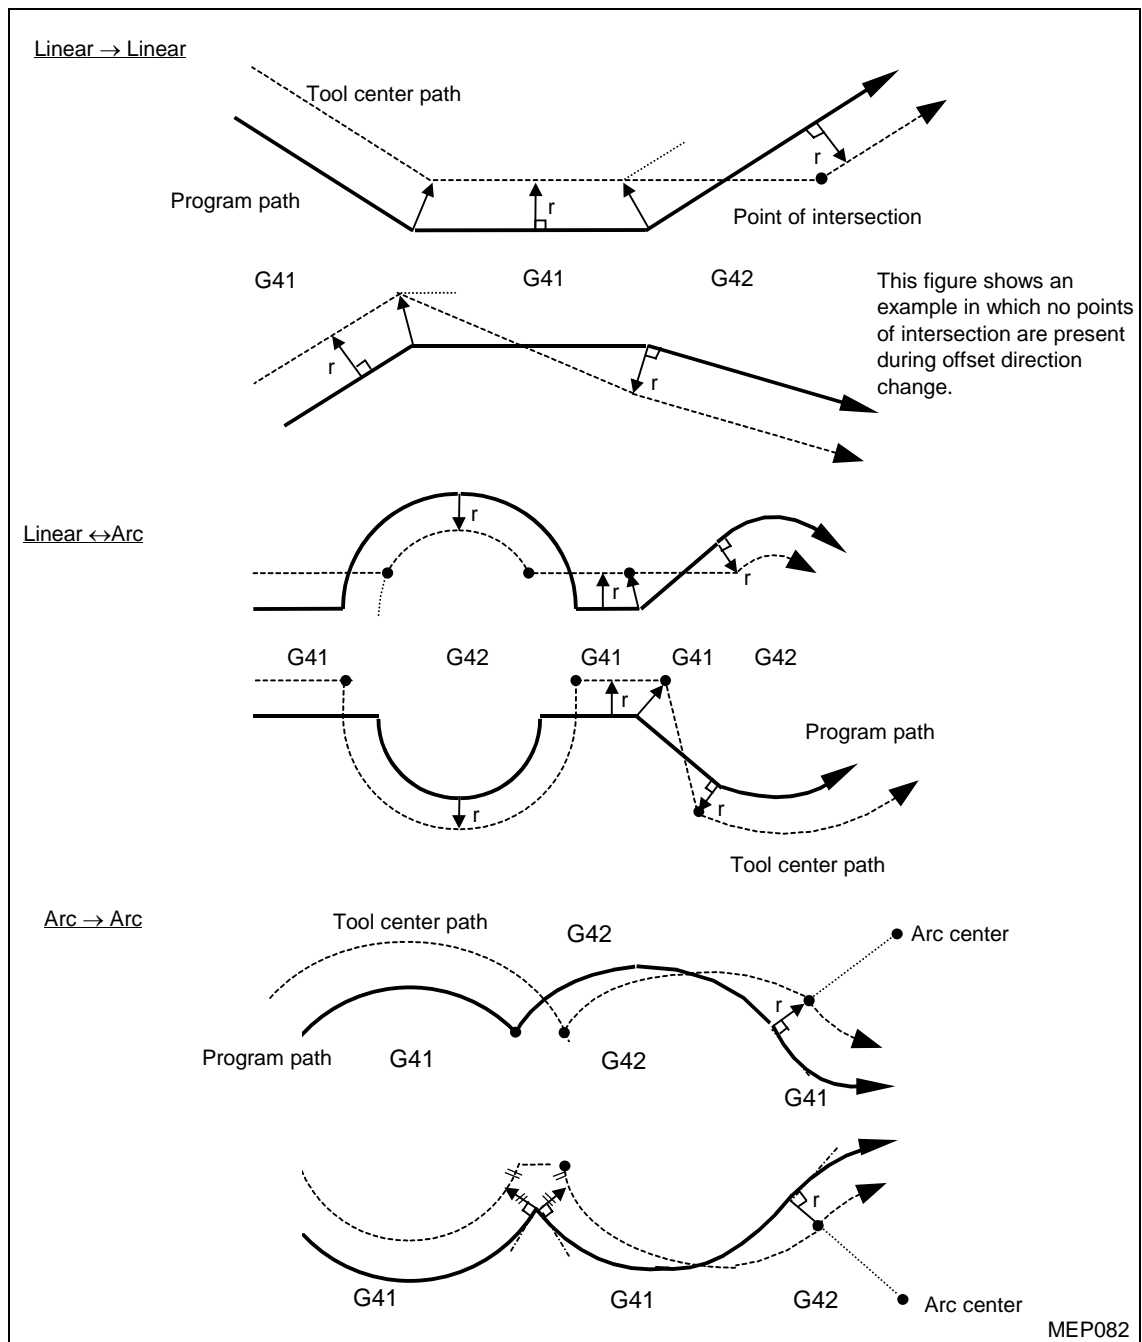 Linear → Linear
Tool center path
r
Program path
r
Point of intersection
G41
G41
G42
This figure shows an
example in which no points
of intersection are present
during offset direction
change.
r
r
Linear ↔Arc
r
r
r
G41
G42
G41
G41
G42
r
Program path
r
r
Tool center path
Arc → Arc
Tool center path
G42
Arc center
r
Program path
G41
G42
G41
r
G41
G41
G42
Arc center
MEP082